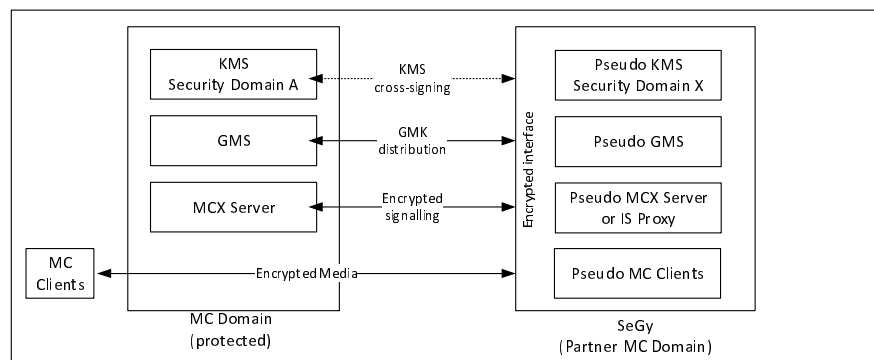 KMS
Security Domain A
KMS
cross-signing
Pseudo KMS
Security Domain X
GMS
GMK
distribution
Pseudo GMS
Encrypted interface
MCX Server
Encrypted
signalling
Pseudo MCX Server
or IS Proxy
MC
Clients
Encrypted Media
Pseudo MC Clients
MC Domain
(protected)
SeGy
(Partner MC Domain)